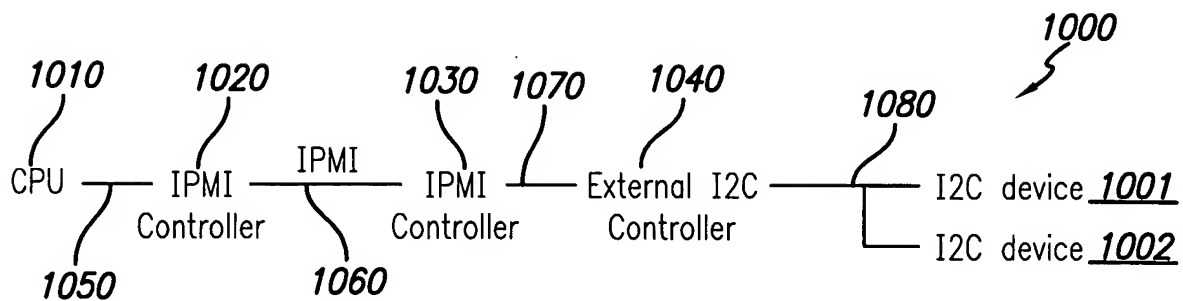 1000
1010
1020
1030
1070
1040
1080
CPU
IPMI
Controller
IPMI
IPMI
Controller
External I2C
Controller
I2C device 1001
I2C device 1002
1050
1060